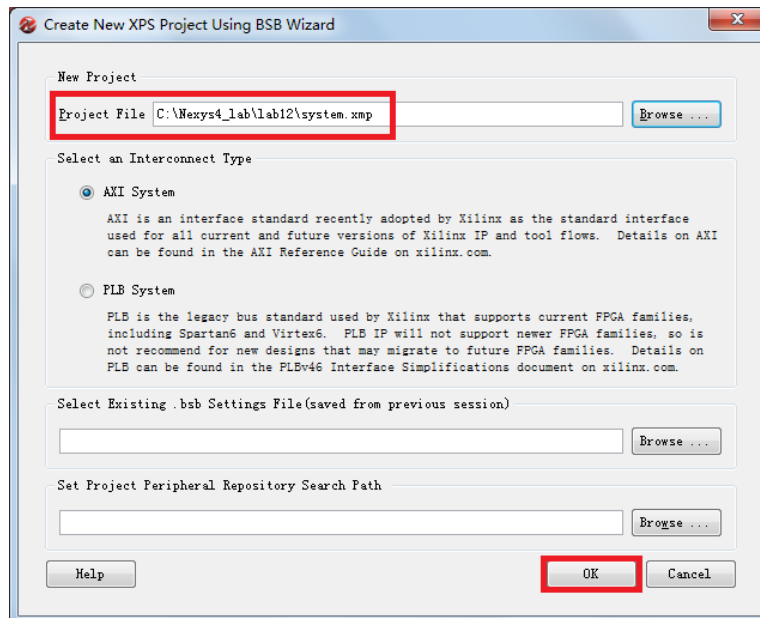 Create New XPS Project Using BSB Wizard
New Project
Project File C:\Nexys4_lab\lab12\system.xmp
Browse ...
Select an Interconnect Type
AXI System
AXI is an interface standard recently adopted by Xilinx as the standard interface
used for all current and future versions of Xilinx IP and tool flows. Details on AXI
can be found in the AXI Reference Guide on xilinx.com.
PLB System
PLB is the legacy bus standard used by Xilinx that supports current FPGA families,
including Spartan6 and Virtex6. PLB IP will not support newer FPGA families, so is
not recommend for new designs that may migrate to future FPGA families. Details on
PLB can be found in the PLBv46 Interface Simplifications document on xilinx.com.
Select Existing .bsb Settings File(saved from previous session)
Browse ...
Set Project Peripheral Repository Search Path
Browse ...
Help
OK
Cancel